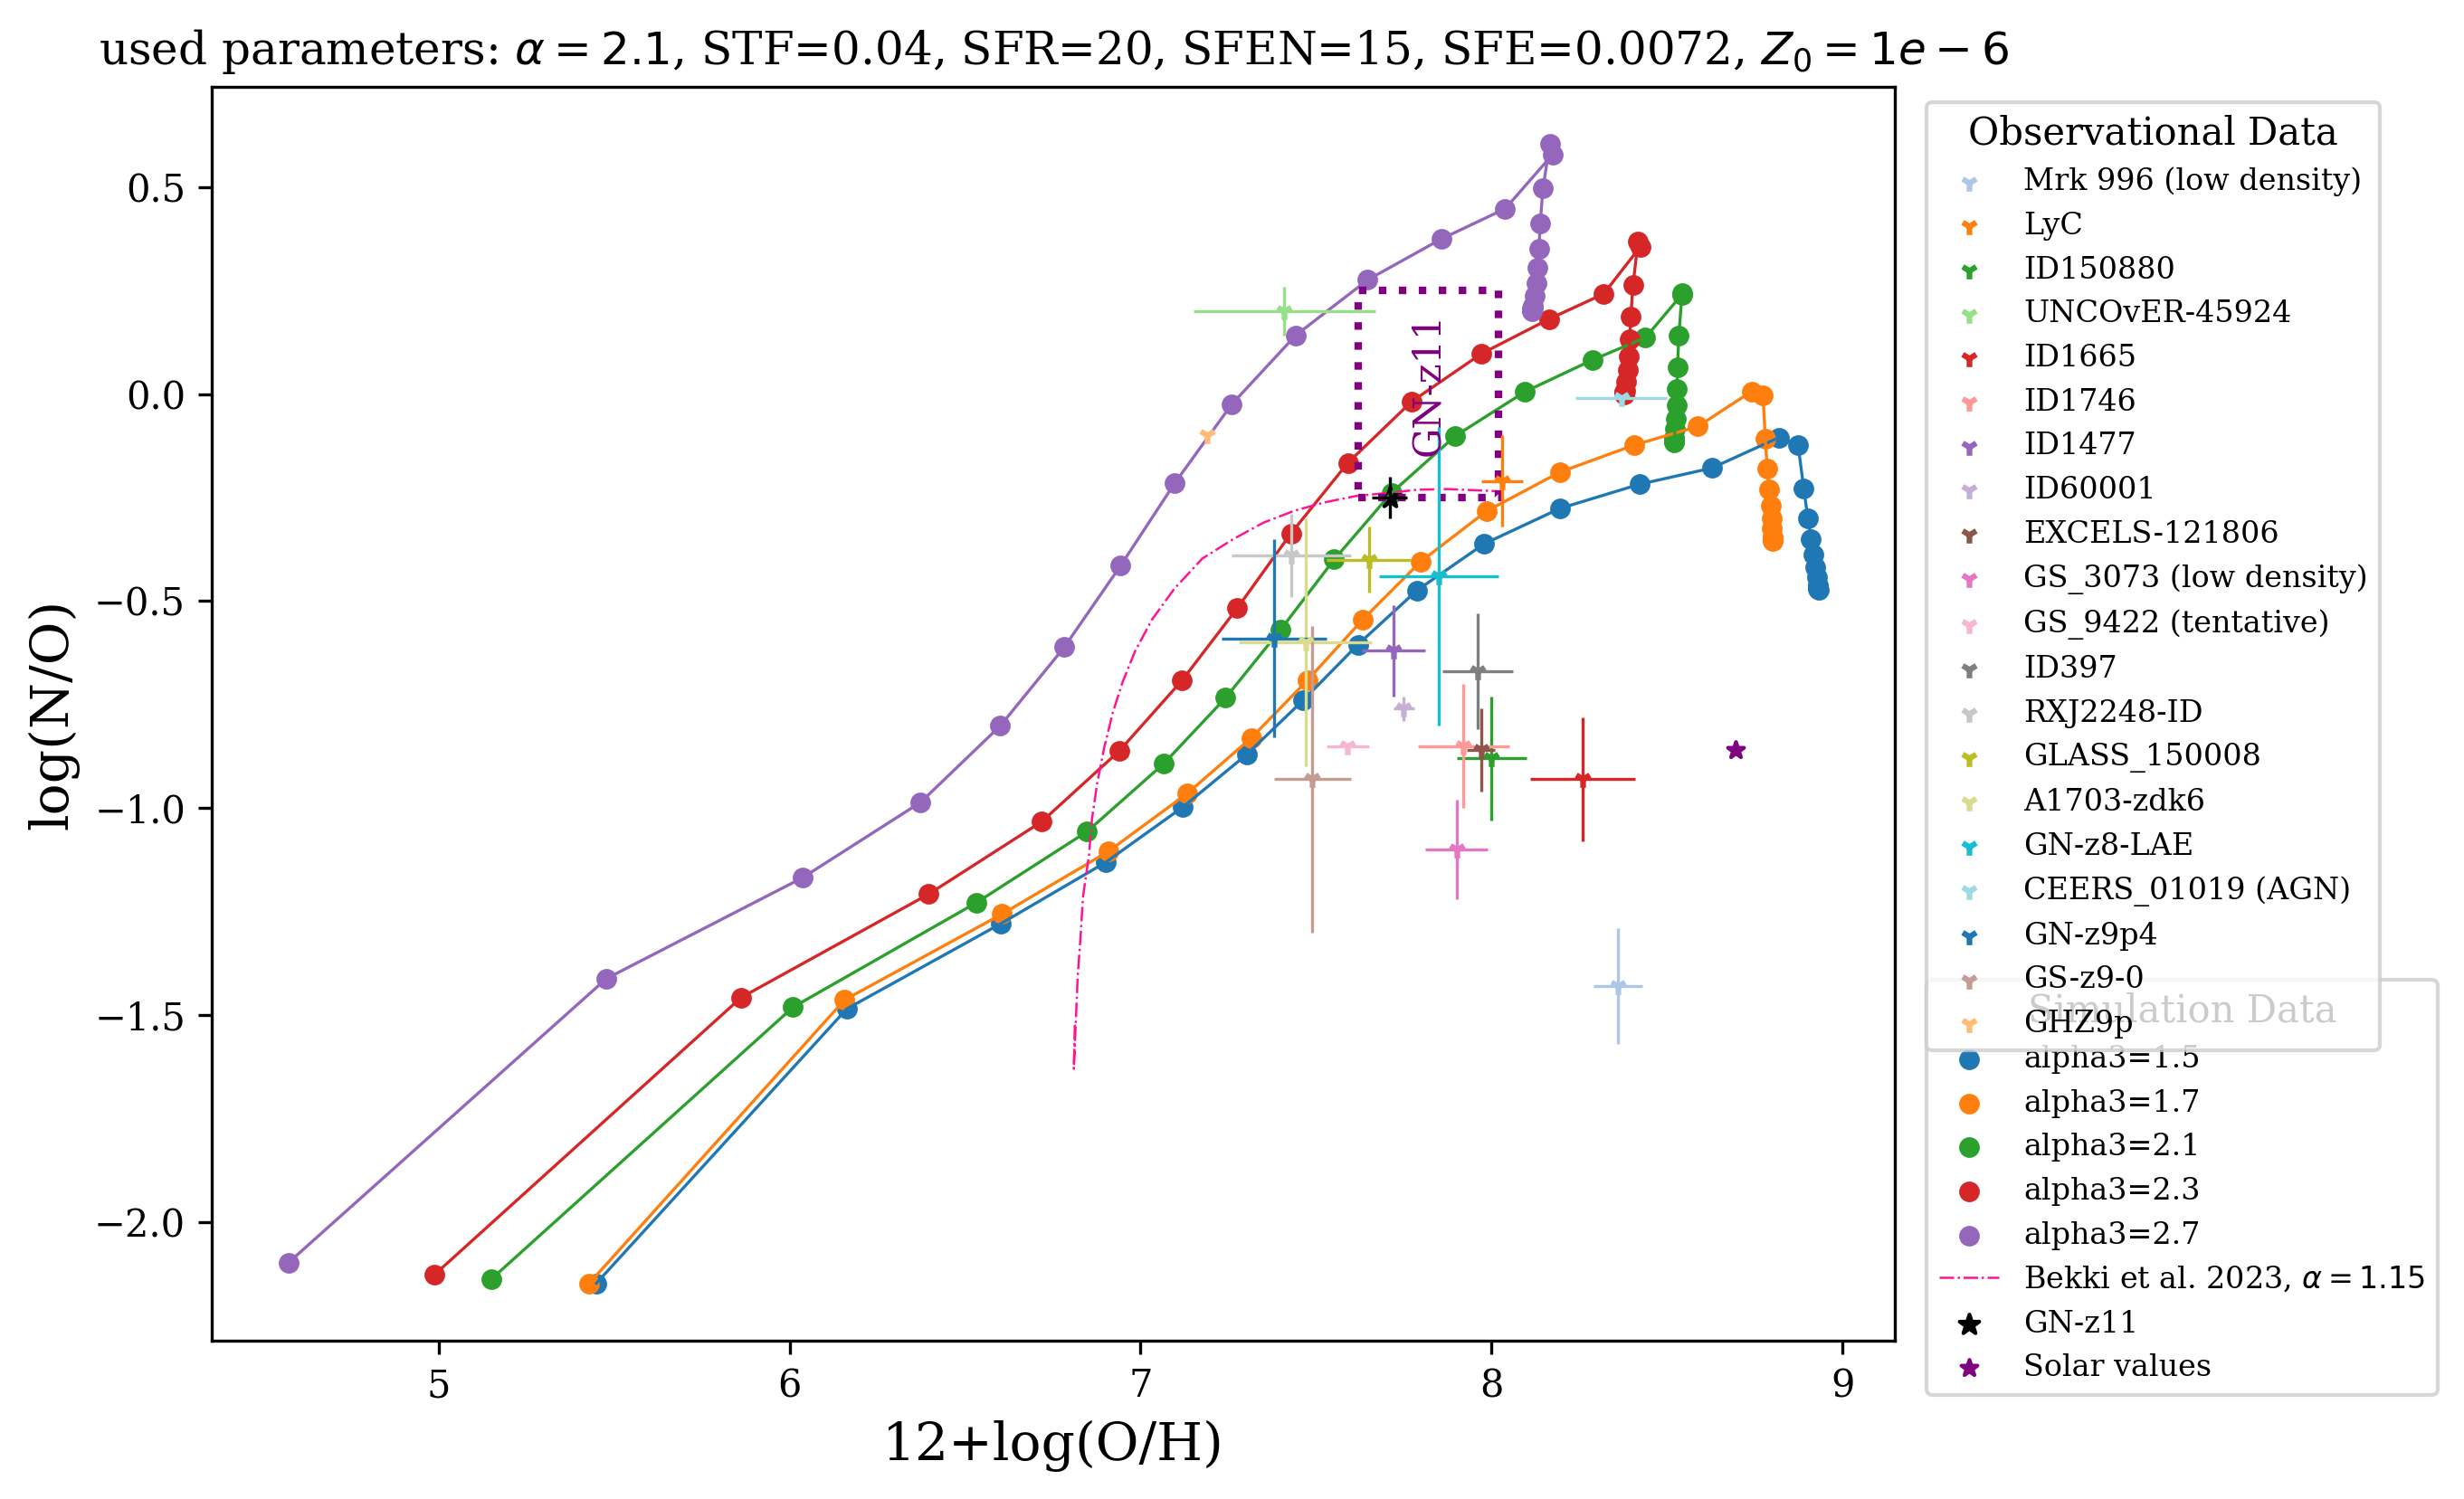 used parameters: α = 2.1, STF=0.04, SFR=20, SFEN=15, SFE=0.0072, Z₀ = 1e − 6
log(N/O)
0.5
0.0
−0.5
−1.0
−1.5
−2.0
GN-z11
5 6 7 8 9
12+log(O/H)
Observational Data
Mrk 996 (low density)
LyC
ID150880
UNCOvER-45924
ID1665
ID1746
ID1477
ID60001
EXCELS-121806
GS_3073 (low density)
GS_9422 (tentative)
ID397
RXJ2248-ID
GLASS_150008
A1703-zdk6
GN-z8-LAE
CEERS_01019 (AGN)
GN-z9p4
GS-z9-0
Simulation Data
GHZ9p
alpha3=1.5
alpha3=1.7
alpha3=2.1
alpha3=2.3
alpha3=2.7
Bekki et al. 2023, α = 1.15
GN-z11
Solar values